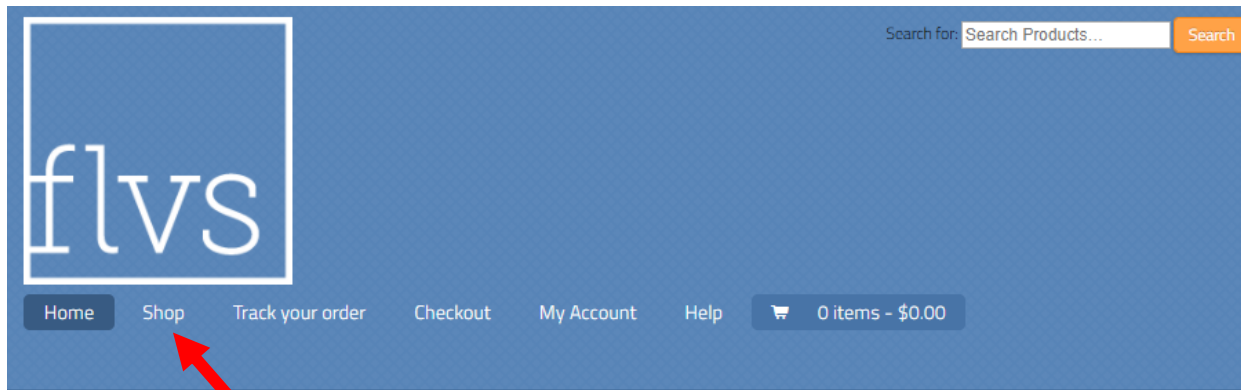 Search for: Search Products... Search
flvs
Home Shop Track your order Checkout My Account Help 0 items - $0.00